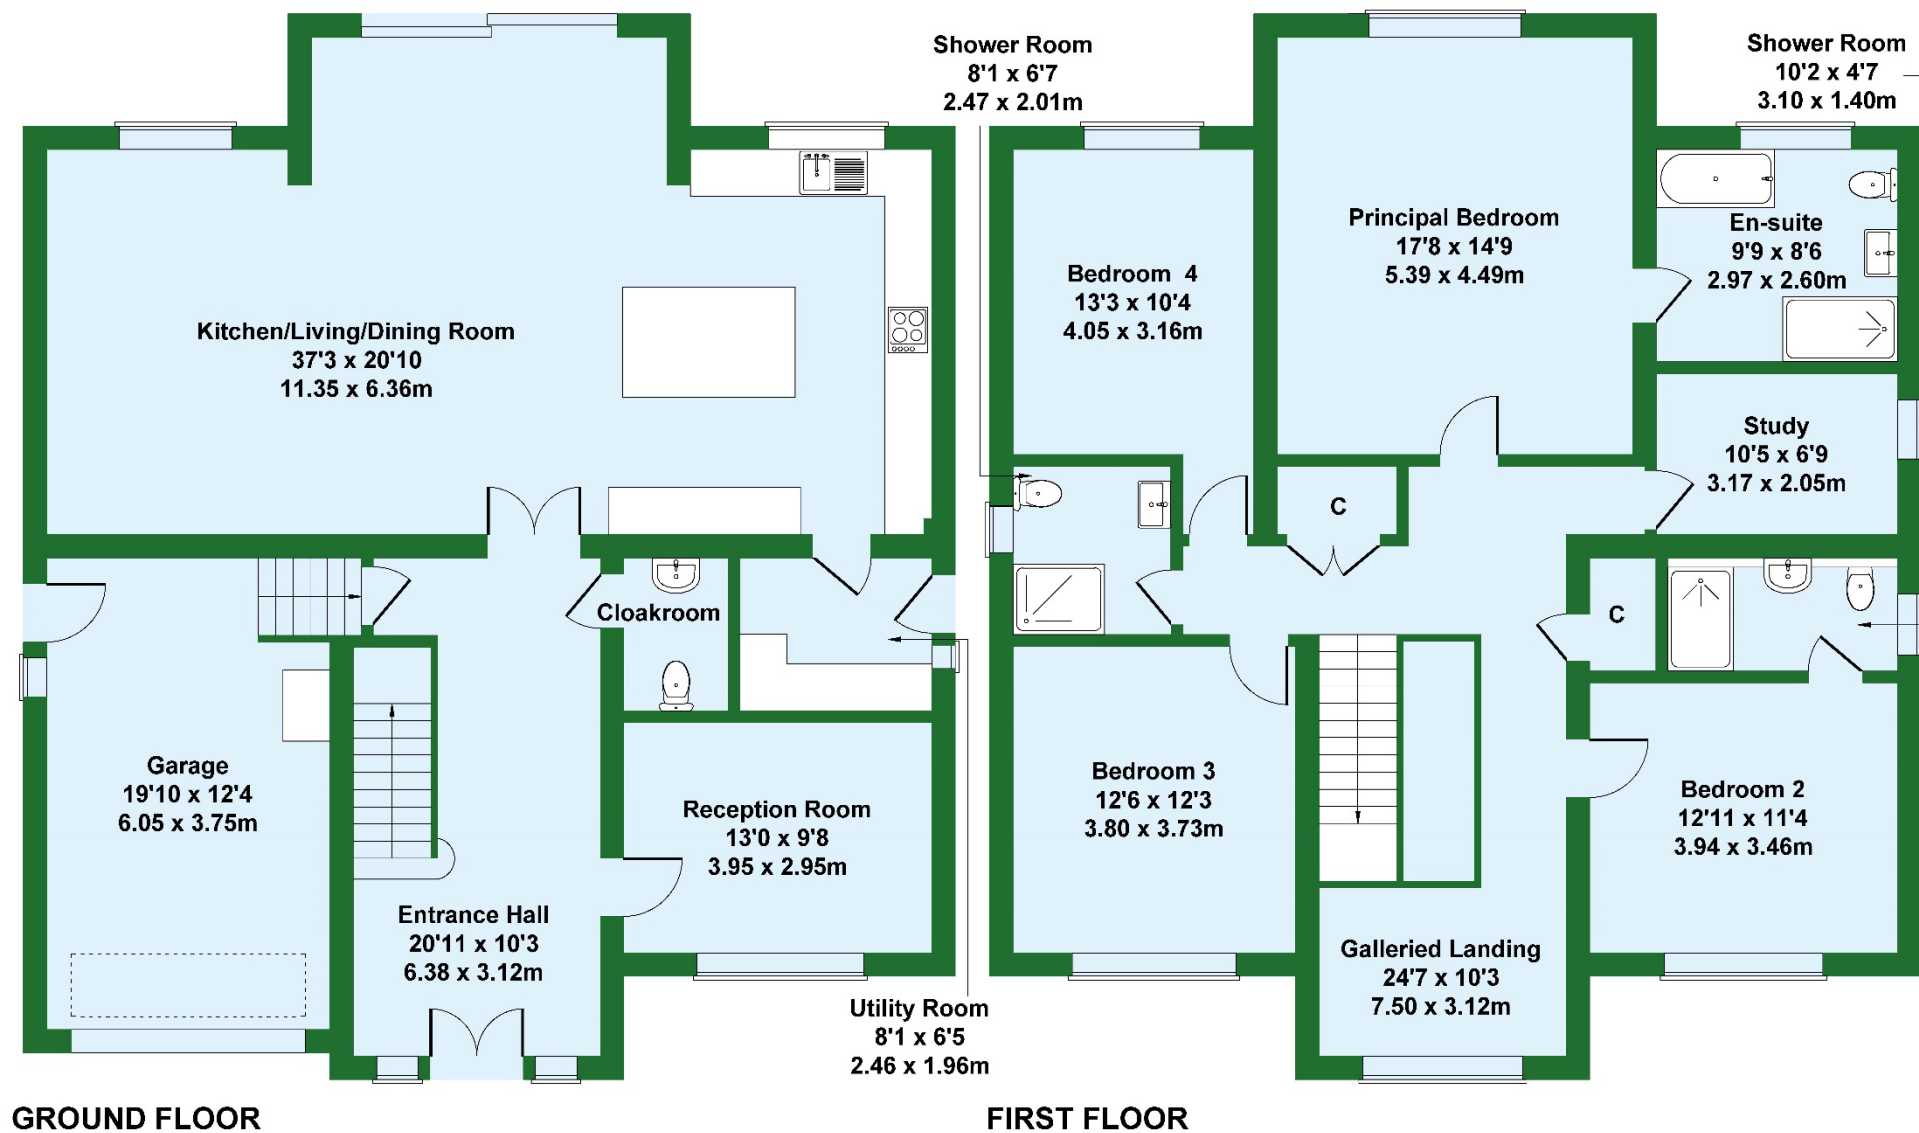 Shower Room
8'1 x 6'7
2.47 x 2.01m
Shower Room
10'2 x 4'7
3.10 x 1.40m
Principal Bedroom
17'8 x 14'9
5.39 x 4.49m
En-suite
9'9 x 8'6
2.97 x 2.60m
Bedroom 4
13'3 x 10'4
4.05 x 3.16m
Kitchen/Living/Dining Room
37'3 x 20'10
11.35 x 6.36m
Study
10'5 x 6'9
3.17 x 2.05m
C
Cloakroom
C
Garage
19'10 x 12'4
6.05 x 3.75m
Reception Room
13'0 x 9'8
3.95 x 2.95m
Bedroom 3
12'6 x 12'3
3.80 x 3.73m
Bedroom 2
12'11 x 11'4
3.94 x 3.46m
Entrance Hall
20'11 x 10'3
6.38 x 3.12m
Galleried Landing
24'7 x 10'3
7.50 x 3.12m
Utility Room
8'1 x 6'5
2.46 x 1.96m
GROUND FLOOR
FIRST FLOOR